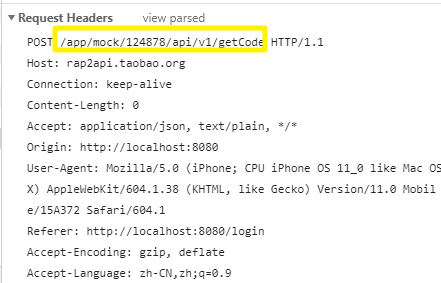 ▼ Request Headers view parsed
POST /app/mock/124878/api/v1/getCode HTTP/1.1
Host: rap2api.taobao.org
Connection: keep-alive
Content-Length: 0
Accept: application/json, text/plain, */*
Origin: http://localhost:8080
User-Agent: Mozilla/5.0 (iPhone; CPU iPhone OS 11_0 like Mac OS
X) AppleWebKit/604.1.38 (KHTML, like Gecko) Version/11.0 Mobil
e/15A372 Safari/604.1
Referer: http://localhost:8080/login
Accept-Encoding: gzip, deflate
Accept-Language: zh-CN,zh;q=0.9